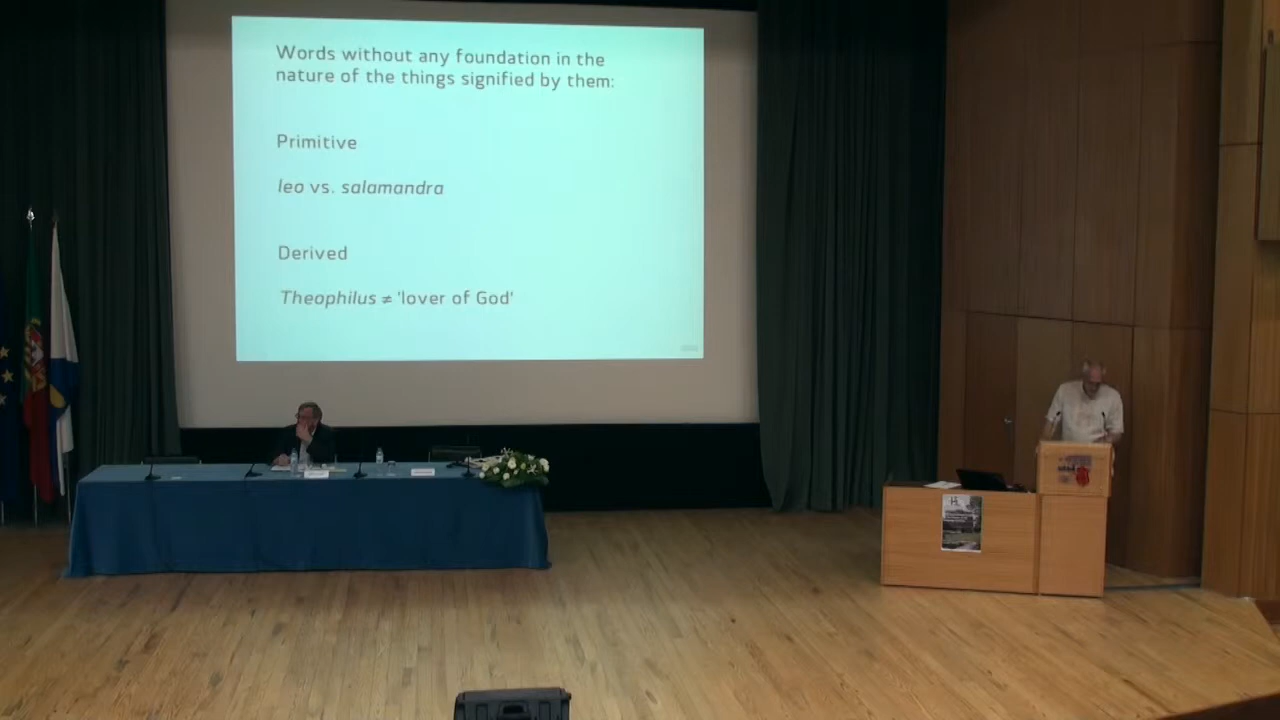 Words without any foundation in the
nature of the things signified by them:
Primitive
leo vs. salamandra
Derived
Theophilus ≠ 'lover of God'